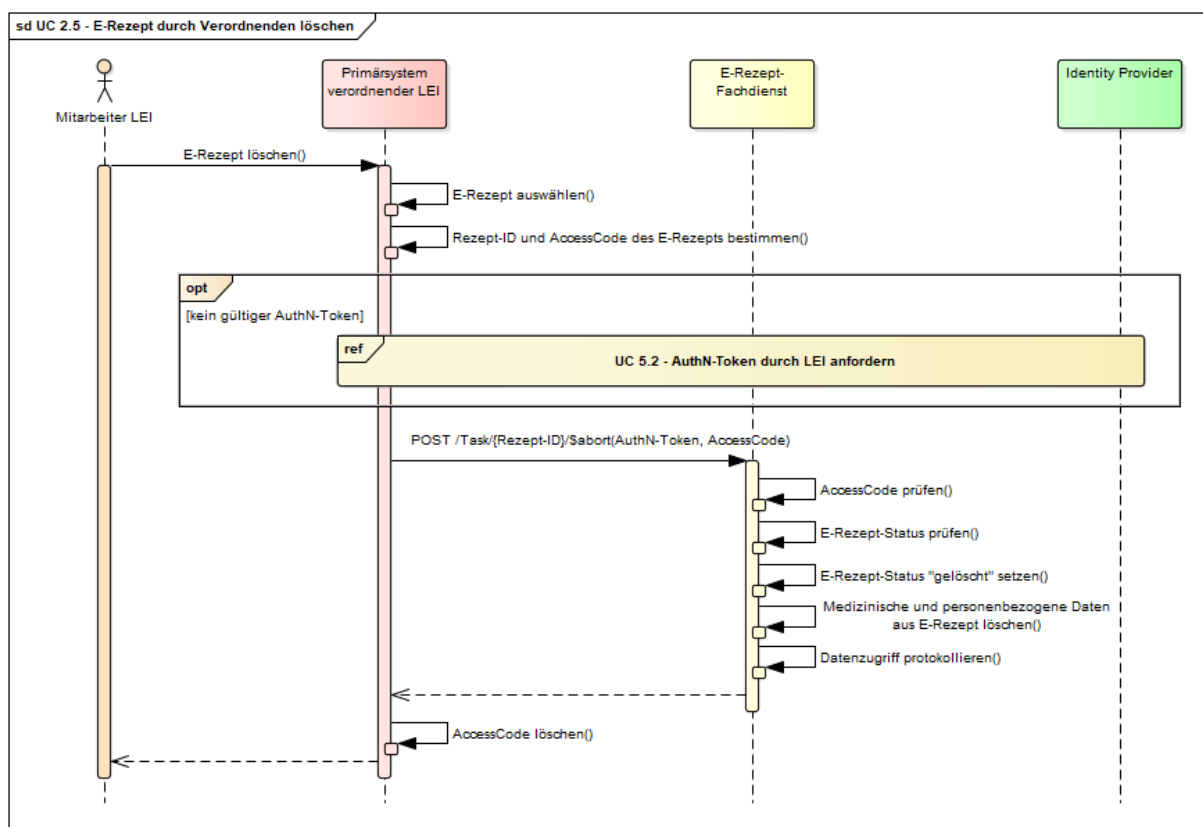 sd UC 2.5 - E-Rezept durch Verordnenden löschen
Mitarbeiter LEI
Primärsystem
verordnender LEI
E-Rezept-
Fachdienst
Identity Provider
E-Rezept löschen()
E-Rezept auswählen()
Rezept-ID und AccessCode des E-Rezepts bestimmen()
opt
[kein gültiger AuthN-Token]
ref
UC 5.2 - AuthN-Token durch LEI anfordern
POST /Task/{Rezept-ID}/$abort(AuthN-Token, AccessCode)
AccessCode prüfen()
E-Rezept-Status prüfen()
E-Rezept-Status "gelöscht" setzen()
Medizinische und personenbezogene Daten
aus E-Rezept löschen()
Datenzugriff protokollieren()
AccessCode löschen()